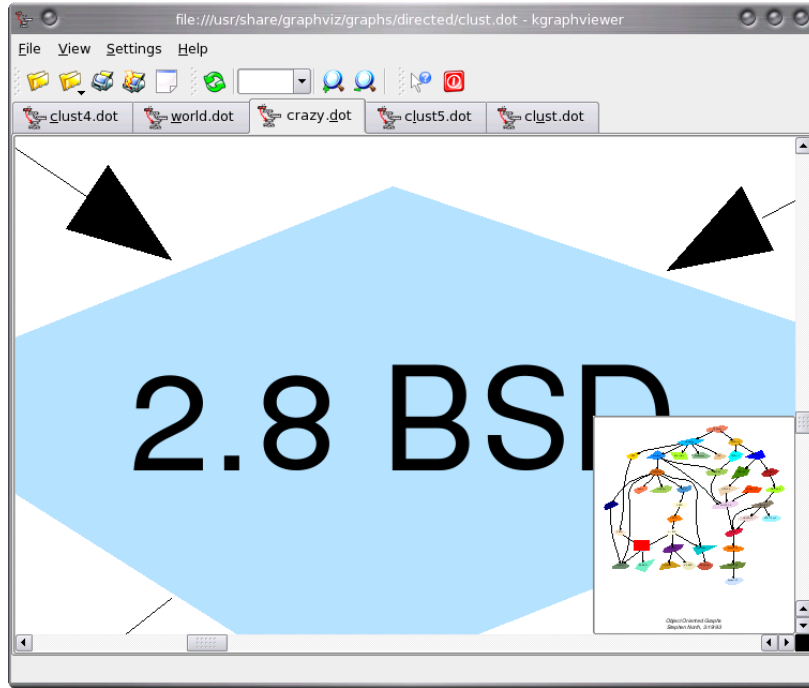 file:///usr/share/graphviz/graphs/directed/clust.dot - kgraphviewer
File View Settings Help
clust4.dot world.dot crazy.dot clust5.dot clust.dot
2.8 BSD
Object Oriented Graphs
Stephen North, 3/19/93